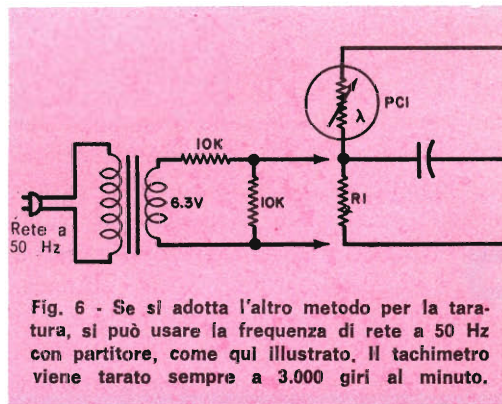 PC1
λ
10K
6.3V
10K
R1
Rete a
50 Hz
Fig. 6 - Se si adotta l'altro metodo per la tara-
tura, si può usare la frequenza di rete a 50 Hz
con partitore, come qui illustrato. Il tachimetro
viene tarato sempre a 3.000 giri al minuto.